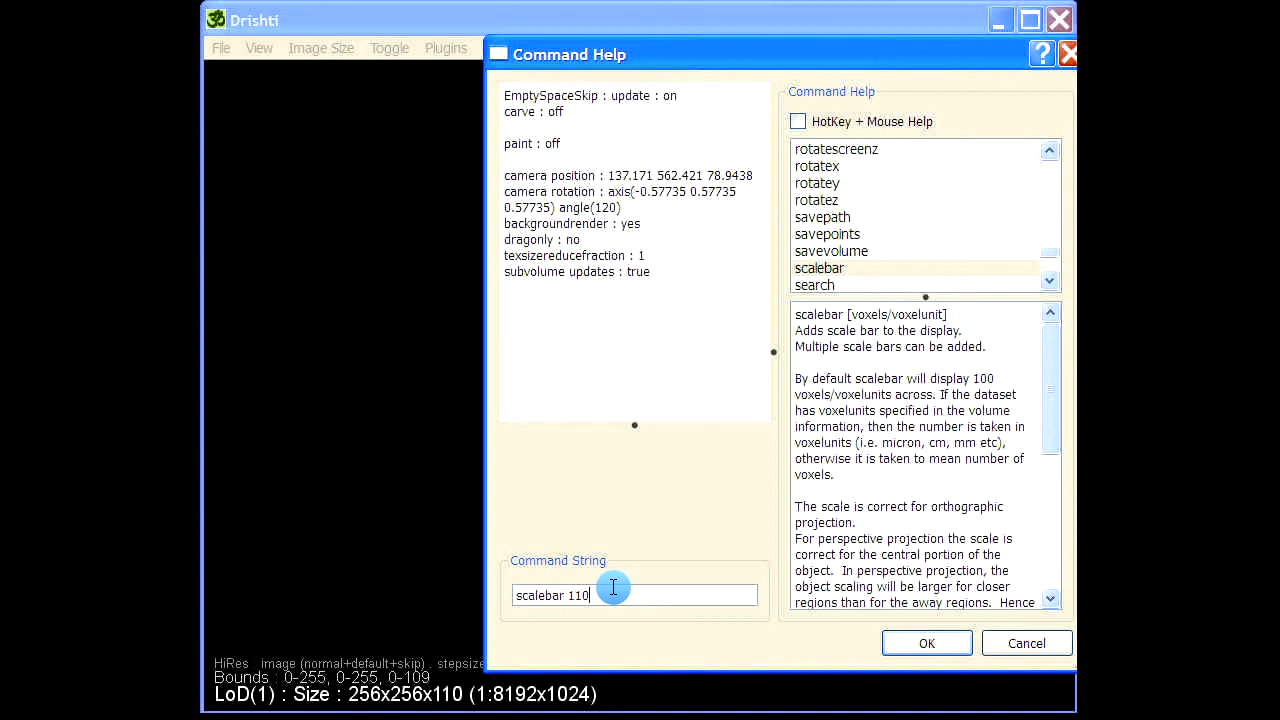 Drishti
File View Image Size Toggle Plugins
Command Help
EmptySpaceSkip : update : on
carve : off
paint : off
camera position : 137.171 562.421 78.9438
camera rotation : axis(-0.57735 0.57735
0.57735) angle(120)
backgroundrender : yes
dragonly : no
texsizereducefraction : 1
subvolume updates : true
Command String
scalebar 110
Command Help
HotKey + Mouse Help
rotatescreenz
rotatex
rotatey
rotatez
savepath
savepoints
savevolume
scalebar
search
scalebar [voxels/voxelunit]
Adds scale bar to the display.
Multiple scale bars can be added.
By default scalebar will display 100
voxels/voxelunits across. If the dataset
has voxelunits specified in the volume
information, then the number is taken in
voxelunits (i.e. micron, cm, mm etc),
otherwise it is taken to mean number of
voxels.
The scale is correct for orthographic
projection.
For perspective projection the scale is
correct for the central portion of the
object. In perspective projection, the
object scaling will be larger for closer
regions than for the away regions. Hence
OK Cancel
HiRes image (normal+default+skip) . stepsize
Bounds : 0-255, 0-255, 0-109
LoD(1) : Size : 256x256x110 (1:8192x1024)